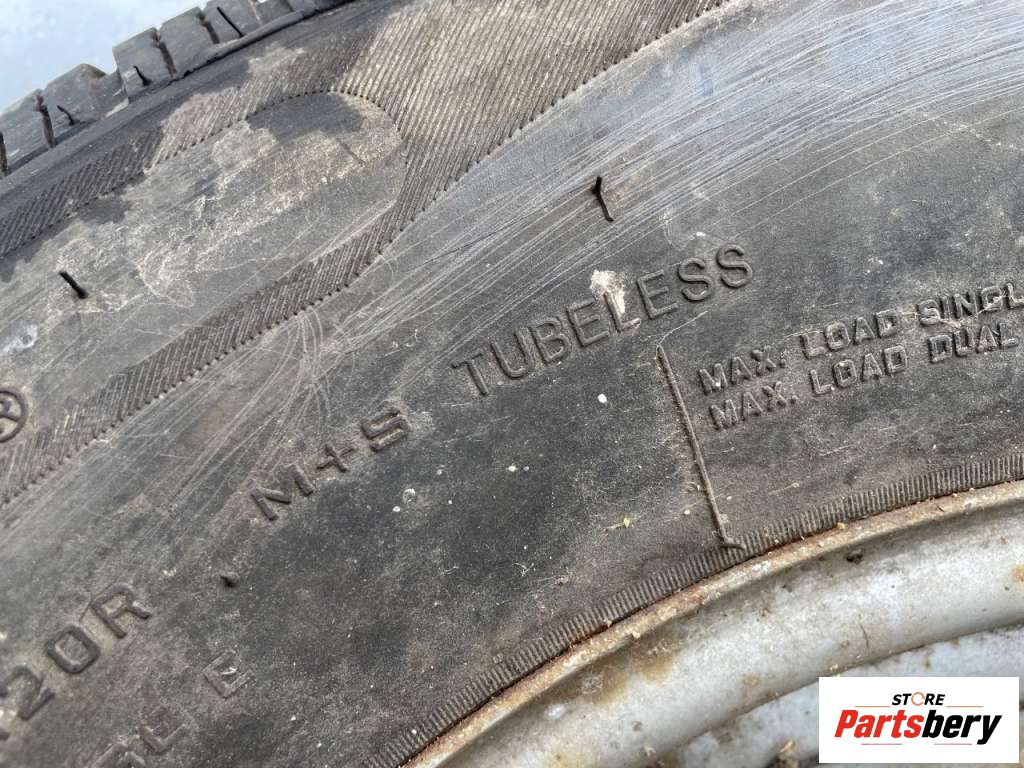 ®
M+S TUBELESS
MAX. LOAD SINGL
MAX. LOAD DUAL
20R
E
STORE
Partsbery